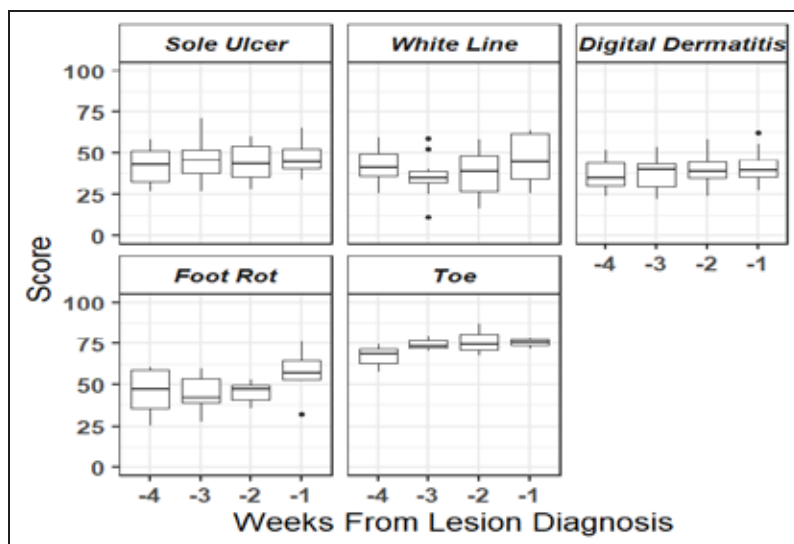 Sole Ulcer White Line Digital Dermatitis
100
75
50
25
0
-4 -3 -2 -1
Foot Rot Toe
100
75
50
25
0
-4 -3 -2 -1 -4 -3 -2 -1
Score
Weeks From Lesion Diagnosis